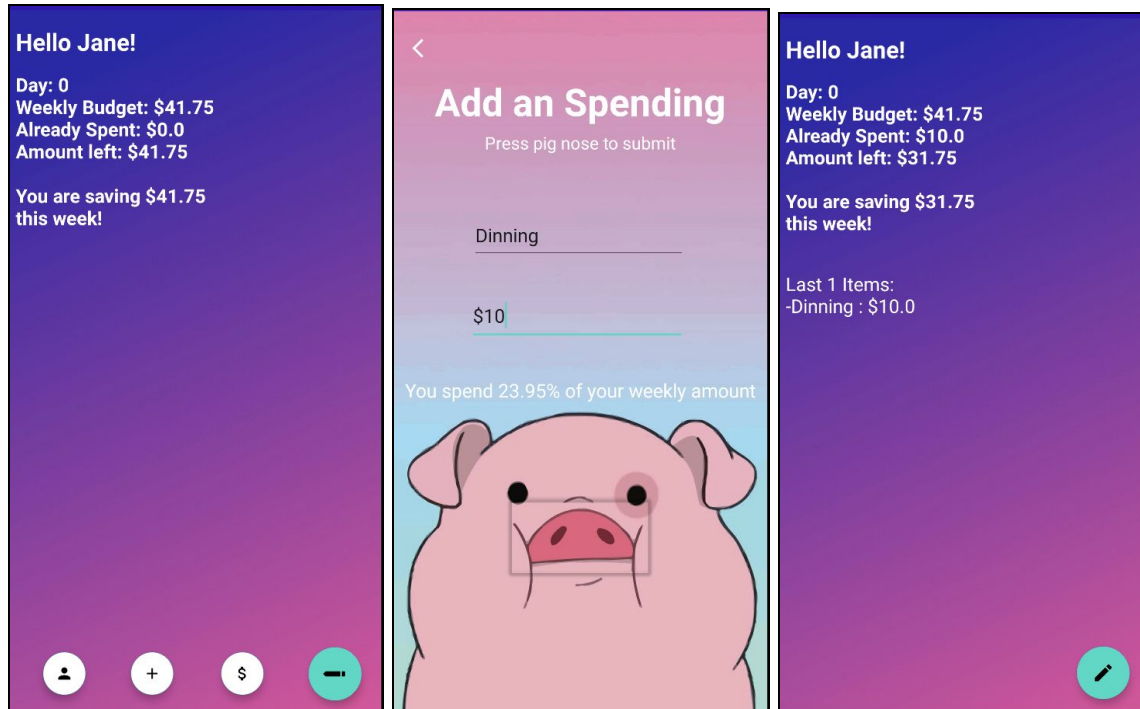 Hello Jane!
Day: 0
Weekly Budget: $41.75
Already Spent: $0.0
Amount left: $41.75
You are saving $41.75
this week!
Add an Spending
Press pig nose to submit
Dinning
$10
You spend 23.95% of your weekly amount
Hello Jane!
Day: 0
Weekly Budget: $41.75
Already Spent: $10.0
Amount left: $31.75
You are saving $31.75
this week!
Last 1 Items:
-Dinning : $10.0